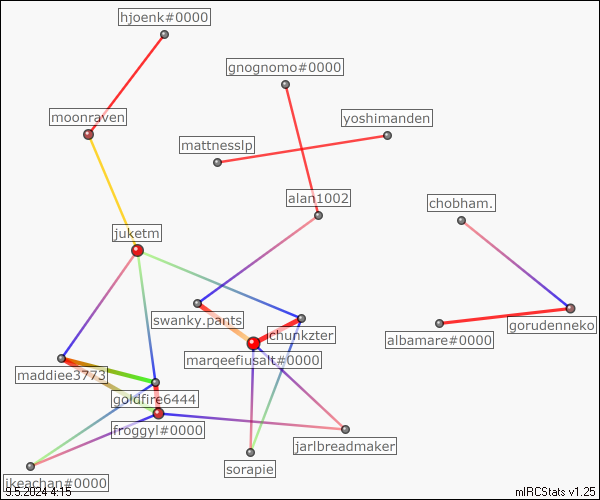 hjoenk#0000
gnognomo#0000
moonraven
yoshimanden
mattnesslp
alan1002
chobham.
juketm
swanky.pants
chunkzter
gorudenneko
albamare#0000
marqeefiusalt#0000
maddiee3773
goldfire6444
froggyl#0000
jarlbreadmaker
sorapie
ikeachan#0000
9.5.2024 4:15
mIRCStats v1.25